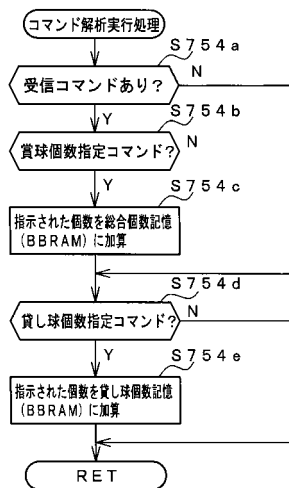 コマンド解析実行処理
S754a
受信コマンドあり?
N
Y
S754b
賞球個数指定コマンド?
N
Y
S754c
指示された個数を総合個数記憶
(BBRAM)に加算
S754d
貸し球個数指定コマンド?
N
Y
S754e
指示された個数を貸し球個数記憶
(BBRAM)に加算
RET